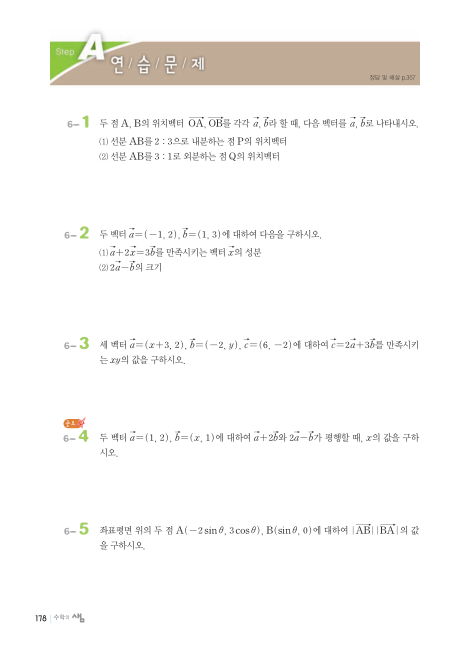 Step A 연 / 습 / 문 / 제
정답 및 해설 p.357
6-1 두 점 A, B의 위치벡터 $\overrightarrow{OA}$, $\overrightarrow{OB}$를 각각 $\vec{a}$, $\vec{b}$라 할 때, 다음 벡터를 $\vec{a}$, $\vec{b}$로 나타내시오.
⑴ 선분 AB를 2 : 3으로 내분하는 점 P의 위치벡터
⑵ 선분 AB를 3 : 1로 외분하는 점 Q의 위치벡터
6-2 두 벡터 $\vec{a}$=(-1, 2), $\vec{b}$=(1, 3)에 대하여 다음을 구하시오.
⑴ $\vec{a}$+2$\vec{x}$=3$\vec{b}$를 만족시키는 벡터 $\vec{x}$의 성분
⑵ 2$\vec{a}$-$\vec{b}$의 크기
6-3 세 벡터 $\vec{a}$=(x+3, 2), $\vec{b}$=(-2, y), $\vec{c}$=(6, -2)에 대하여 $\vec{c}$=2$\vec{a}$+3$\vec{b}$를 만족시키
는 xy의 값을 구하시오.
중요
6-4 두 벡터 $\vec{a}$=(1, 2), $\vec{b}$=(x, 1)에 대하여 $\vec{a}$+2$\vec{b}$와 2$\vec{a}$-$\vec{b}$가 평행할 때, x의 값을 구하
시오.
6-5 좌표평면 위의 두 점 A(-2 sin θ, 3 cos θ), B(sin θ, 0)에 대하여 |$\overrightarrow{AB}$||$\overrightarrow{BA}$|의 값
을 구하시오.
178 수학의 샘